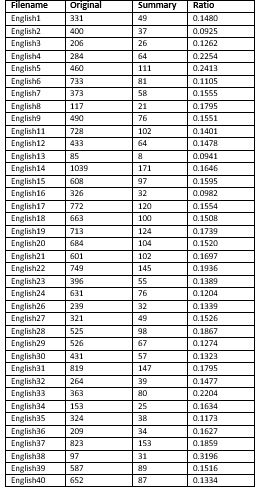 Filename Original Summary Ratio
English1 331 49 0.1480
English2 400 37 0.0925
English3 206 26 0.1262
English4 284 64 0.2254
English5 460 111 0.2413
English6 733 81 0.1105
English7 373 58 0.1555
English8 117 21 0.1795
English9 490 76 0.1551
English11 728 102 0.1401
English12 433 64 0.1478
English13 85 8 0.0941
English14 1039 171 0.1646
English15 608 97 0.1595
English16 326 32 0.0982
English17 772 120 0.1554
English18 663 100 0.1508
English19 713 124 0.1739
English20 684 104 0.1520
English21 601 102 0.1697
English22 749 145 0.1936
English23 396 55 0.1389
English24 631 76 0.1204
English26 239 32 0.1339
English27 321 49 0.1526
English28 525 98 0.1867
English29 526 67 0.1274
English30 431 57 0.1323
English31 819 147 0.1795
English32 264 39 0.1477
English33 363 80 0.2204
English34 153 25 0.1634
English35 324 38 0.1173
English36 209 34 0.1627
English37 823 153 0.1859
English38 97 31 0.3196
English39 587 89 0.1516
English40 652 87 0.1334